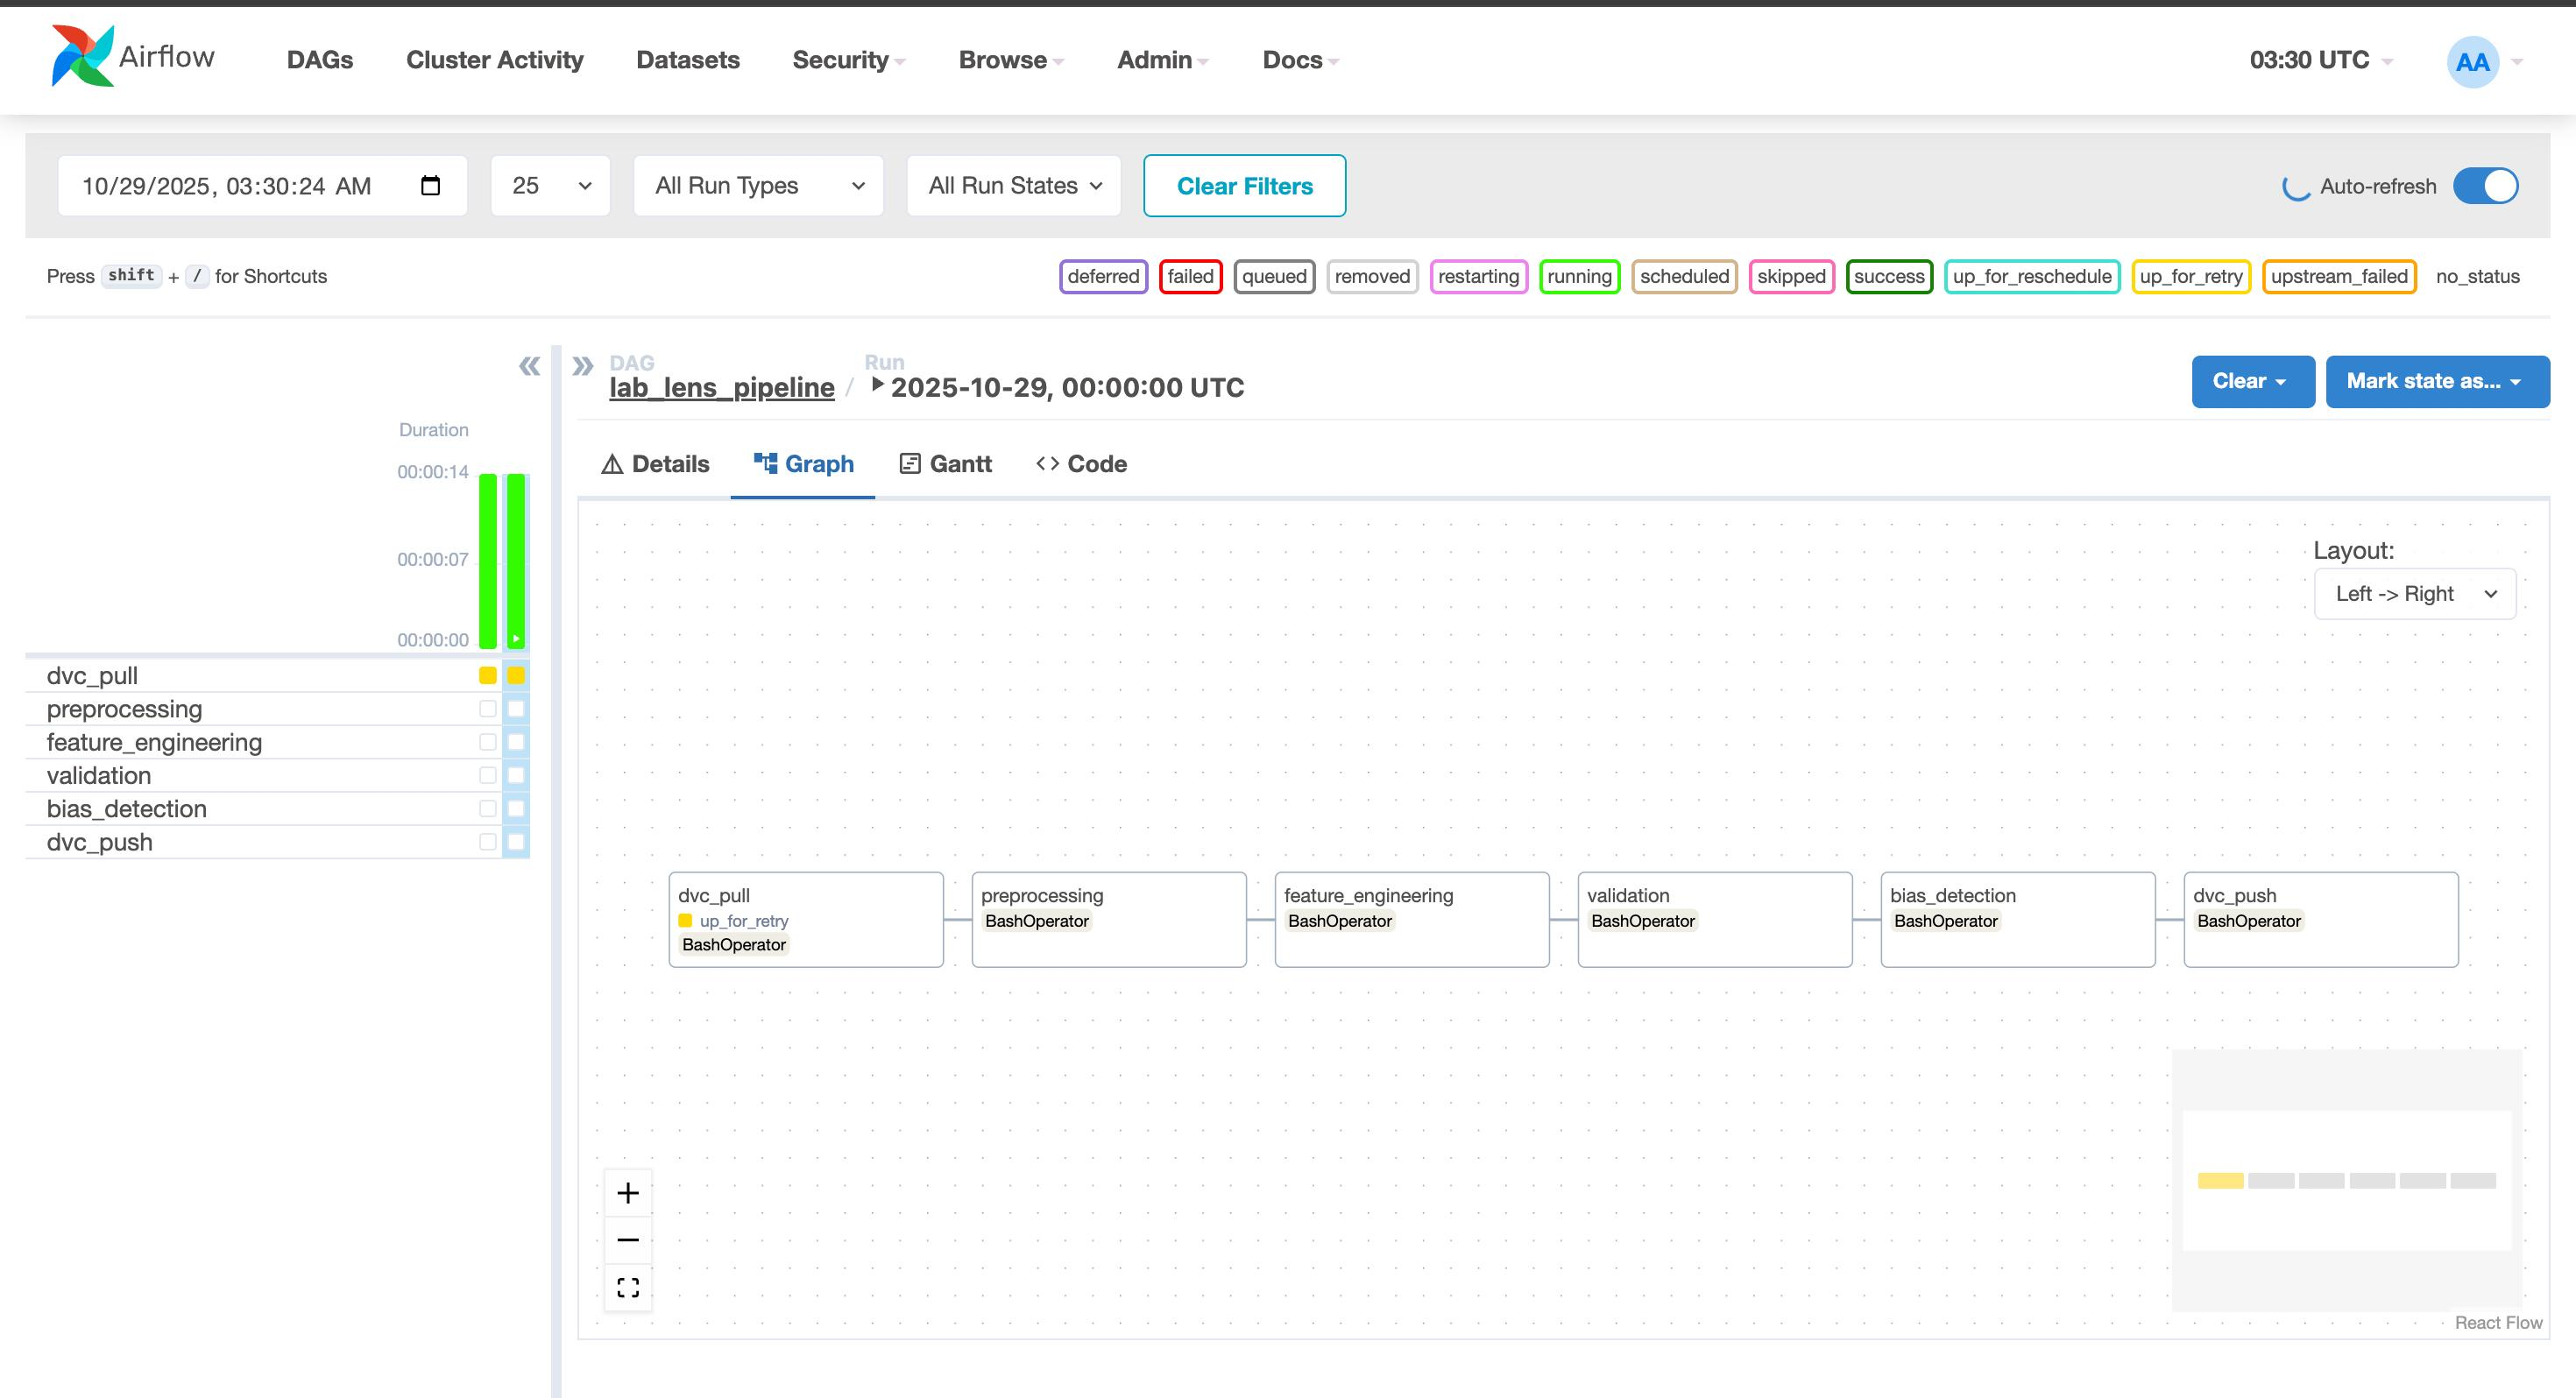 Airflow DAGs Cluster Activity Datasets Security Browse Admin Docs 03:30 UTC AA
10/29/2025, 03:30:24 AM 25 All Run Types All Run States Clear Filters Auto-refresh
Press shift + / for Shortcuts deferred failed queued removed restarting running scheduled skipped success up_for_reschedule up_for_retry upstream_failed no_status
Duration
00:00:14
00:00:07
00:00:00
dvc_pull
preprocessing
feature_engineering
validation
bias_detection
dvc_push
DAG Run
lab_lens_pipeline / 2025-10-29, 00:00:00 UTC
Clear Mark state as...
Details Graph Gantt Code
Layout:
Left -> Right
dvc_pull
up_for_retry
BashOperator
preprocessing
BashOperator
feature_engineering
BashOperator
validation
BashOperator
bias_detection
BashOperator
dvc_push
BashOperator
React Flow